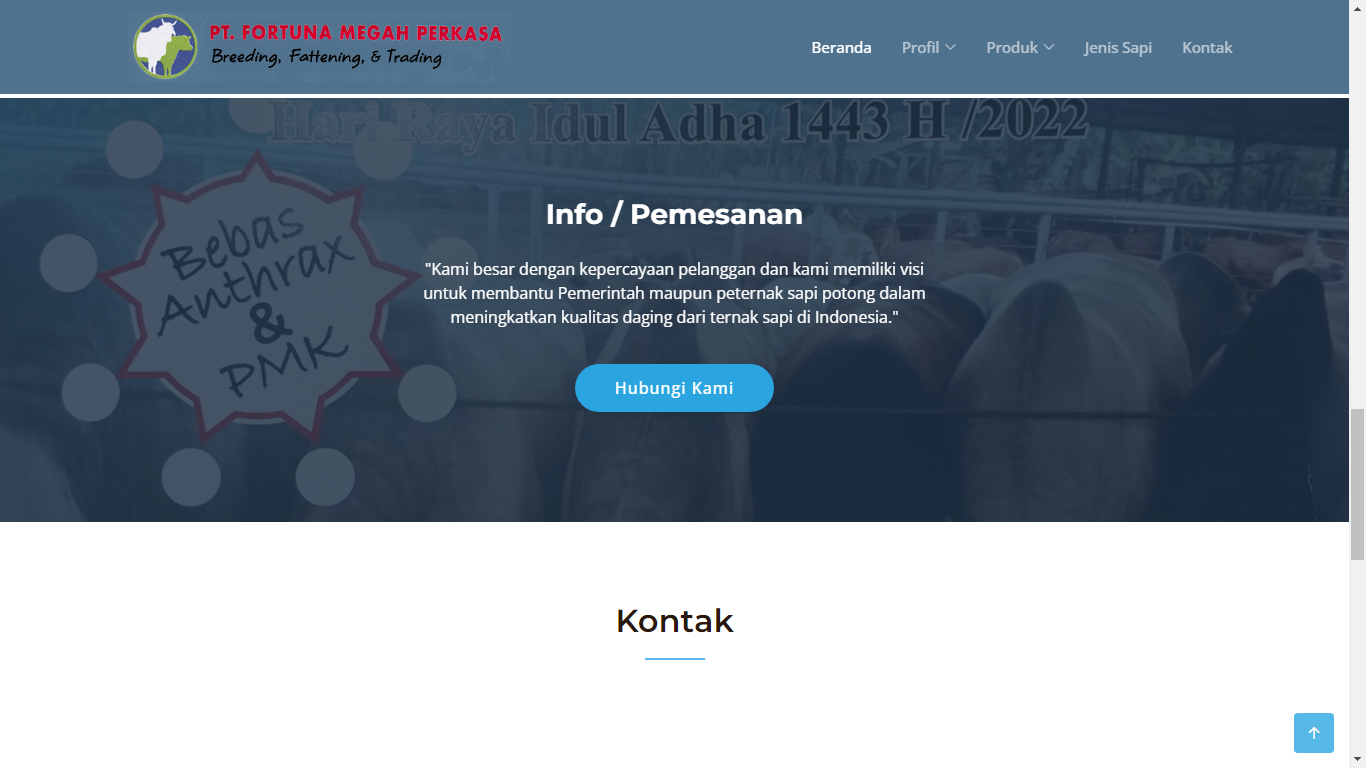 PT. FORTUNA MEGAH PERKASA
Breeding, Fattening, & Trading
Beranda Profil Produk Jenis Sapi Kontak
Hari Raya Idul Adha 1443 H /2022
Bebas
Anthrax
&
PMK
Info / Pemesanan
"Kami besar dengan kepercayaan pelanggan dan kami memiliki visi
untuk membantu Pemerintah maupun peternak sapi potong dalam
meningkatkan kualitas daging dari ternak sapi di Indonesia."
Hubungi Kami
Kontak